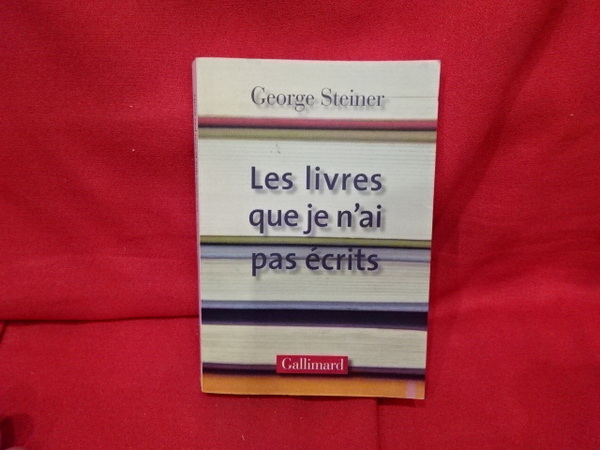 George Steiner
Les livres
que je n'ai
pas écrits
Gallimard